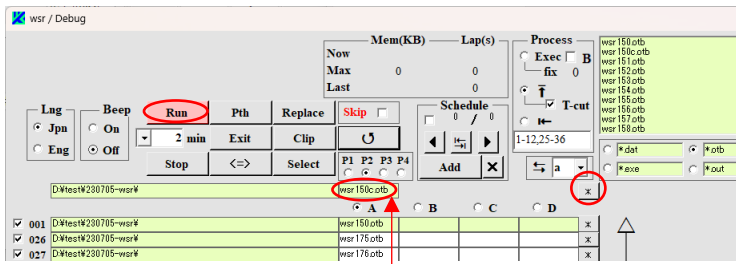 wsr / Debug
Mem(KB) Lap(s)
Now
Max 0 0
Last 0
Process
Exec B
fix 0
T-cut
1-12,25-36
a
wsr150.otb
wsr150c.otb
wsr151.otb
wsr152.otb
wsr153.otb
wsr154.otb
wsr155.otb
wsr156.otb
wsr157.otb
wsr158.otb
*.dat *.otb
*.exe *.out
Lng Beep
Jpn On
Eng Off
Run Pth Replace Skip
2 min Exit Clip ↺
Stop <=> Select P1 P2 P3 P4
Schedule
0 / 0
Add ×
D:¥test¥230705-wsr¥ wsr150c.otb *
A B C D
001 D:¥test¥230705-wsr¥ wsr150.otb *
026 D:¥test¥230705-wsr¥ wsr175.otb *
027 D:¥test¥230705-wsr¥ wsr176.otb *